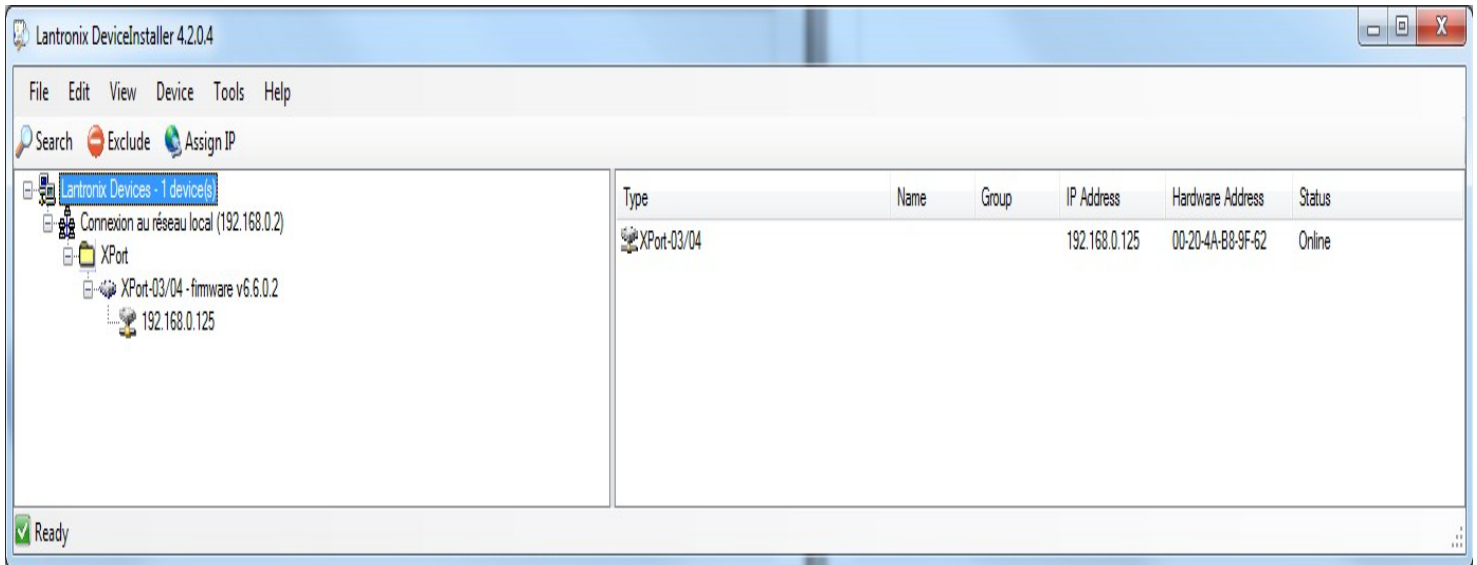 Lantronix DeviceInstaller 4.2.0.4
File Edit View Device Tools Help
Search Exclude Assign IP
Lantronix Devices - 1 device(s)
Connexion au réseau local (192.168.0.2)
XPort
XPort-03/04 - firmware v6.6.0.2
192.168.0.125
Type Name Group IP Address Hardware Address Status
XPort-03/04 192.168.0.125 00-20-4A-B8-9F-62 Online
Ready